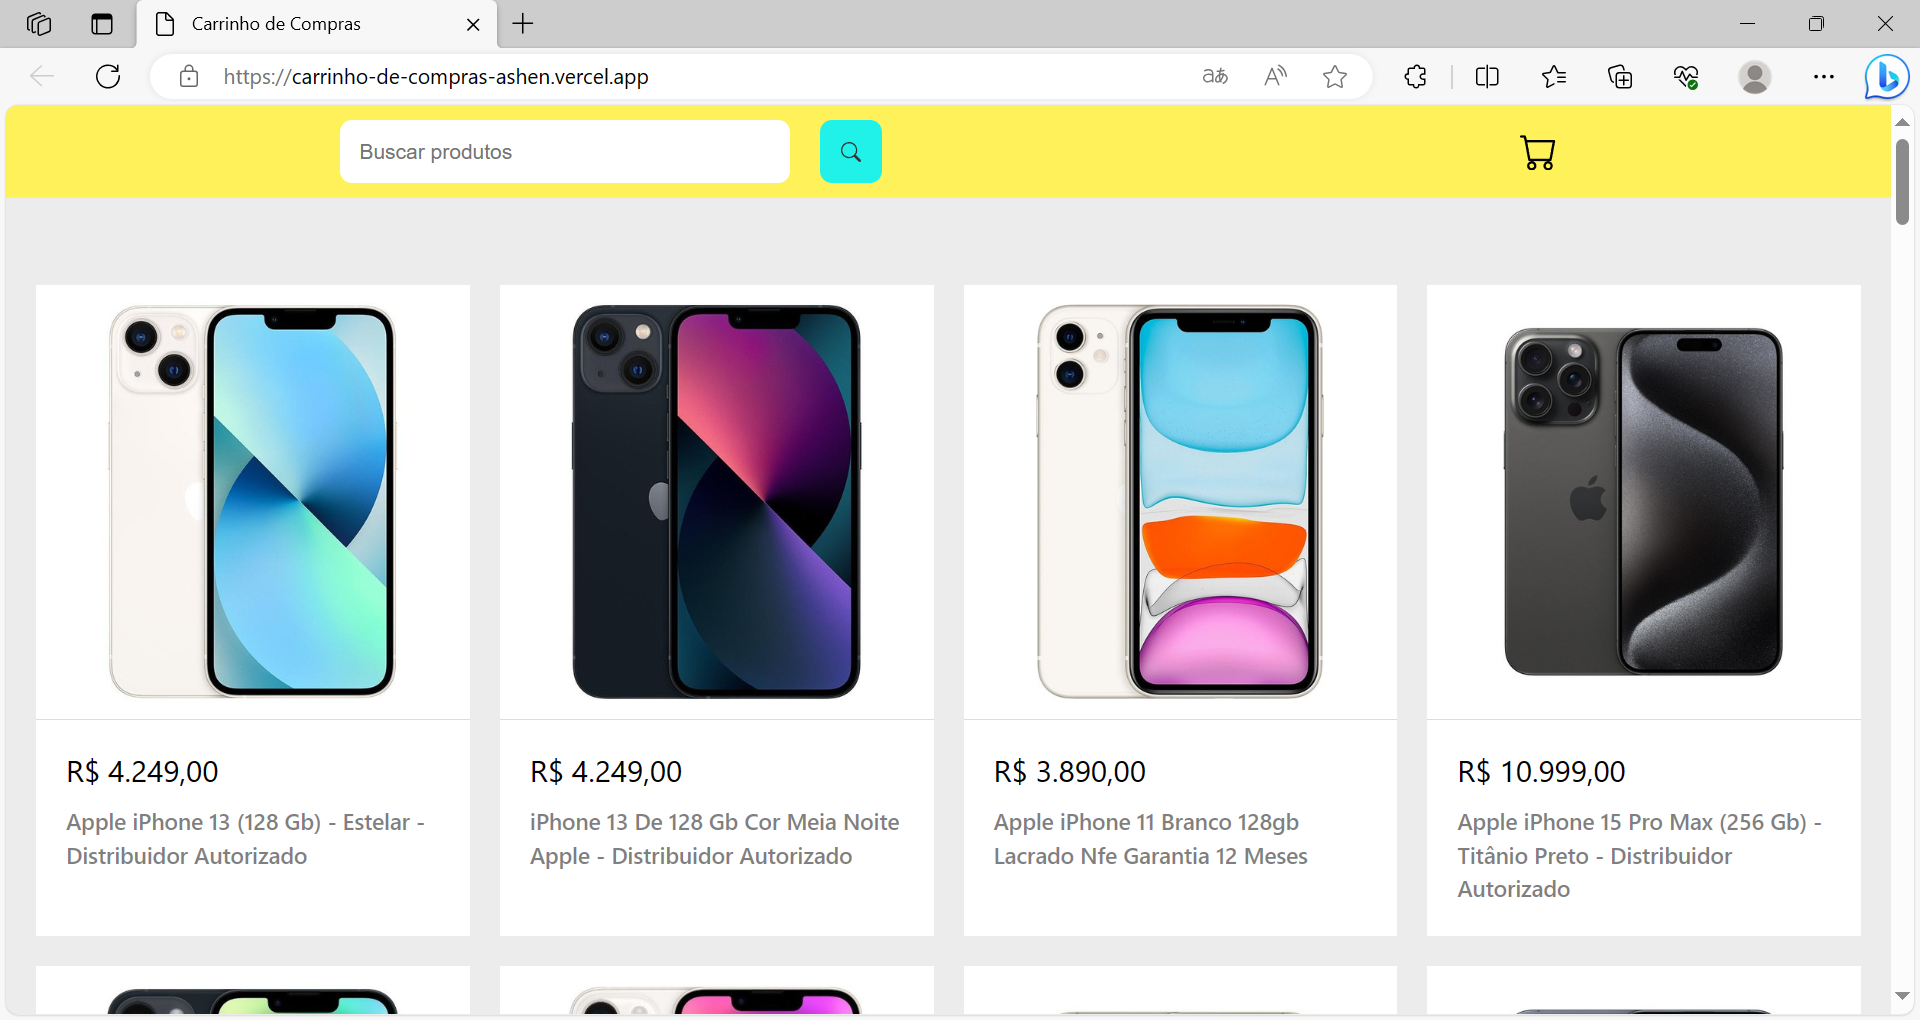 Carrinho de Compras
https://carrinho-de-compras-ashen.vercel.app
Buscar produtos
R$ 4.249,00
Apple iPhone 13 (128 Gb) - Estelar -
Distribuidor Autorizado
R$ 4.249,00
iPhone 13 De 128 Gb Cor Meia Noite
Apple - Distribuidor Autorizado
R$ 3.890,00
Apple iPhone 11 Branco 128gb
Lacrado Nfe Garantia 12 Meses
R$ 10.999,00
Apple iPhone 15 Pro Max (256 Gb) -
Titânio Preto - Distribuidor
Autorizado